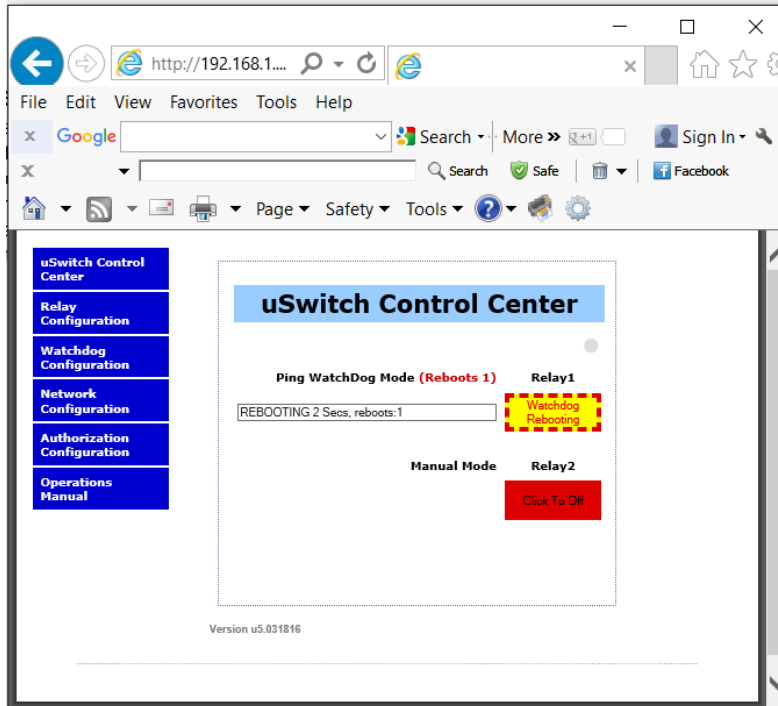 http://192.168.1....
File Edit View Favorites Tools Help
x Google Search More » g+1 Sign In
x Search Safe Facebook
Page Safety Tools
uSwitch Control
Center
Relay
Configuration
Watchdog
Configuration
Network
Configuration
Authorization
Configuration
Operations
Manual
uSwitch Control Center
Ping WatchDog Mode (Reboots 1) Relay1
REBOOTING 2 Secs, reboots:1
Watchdog
Rebooting
Manual Mode Relay2
Click To Off
Version u5.031816